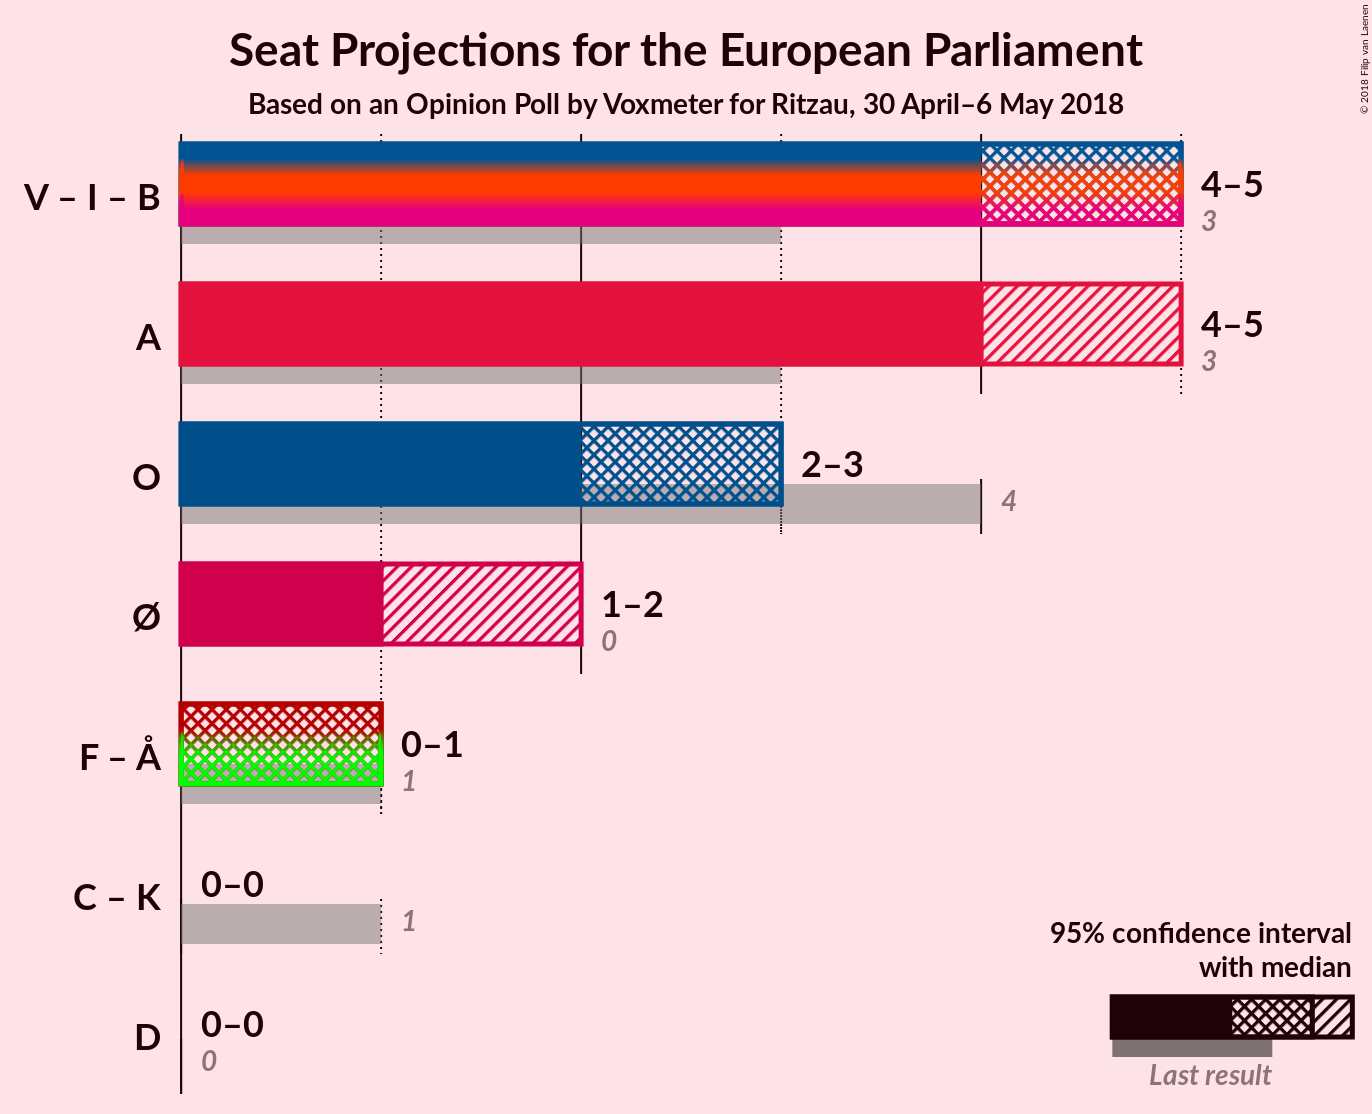 Seat Projections for the European Parliament
Based on an Opinion Poll by Voxmeter for Ritzau, 30 April–6 May 2018
© 2018 Filip van Laenen
V – I – B
4–5
3
A
4–5
3
O
2–3
4
Ø
1–2
0
F – Å
0–1
1
C – K
0–0
1
D
0–0
0
95% confidence interval
with median
Last result